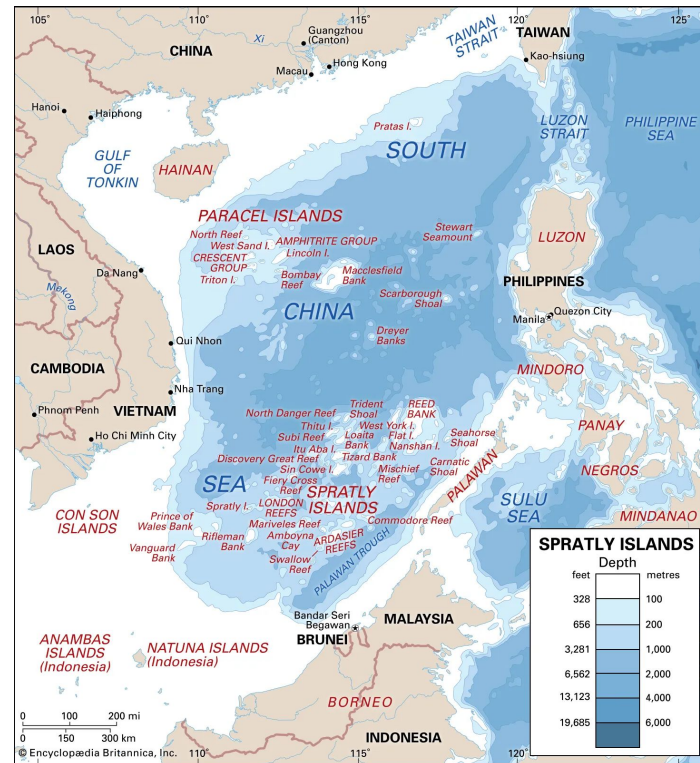 105°
110°
115°
120°
125°
CHINA
Xi
Guangzhou
(Canton)
Macau
Hong Kong
TAIWAN
STRAIT
TAIWAN
Kao-hsiung
Hanoi
Haiphong
GULF
OF
TONKIN
HAINAN
Pratas I.
SOUTH
LUZON
STRAIT
PHILIPPINE
SEA
PARACEL ISLANDS
North Reef
West Sand I.
AMPHITRITE GROUP
Lincoln I.
CRESCENT
GROUP
Triton I.
Bombay
Reef
Macclesfield
Bank
Stewart
Seamount
LUZON
LAOS
Da Nang
Mekong
CHINA
Scarborough
Shoal
PHILIPPINES
Quezon City
Manila
Dreyer
Banks
Qui Nhon
CAMBODIA
Nha Trang
MINDORO
Phnom Penh
VIETNAM
Ho Chi Minh City
North Danger Reef
Trident
Shoal
REED
BANK
Thitu I.
West York I.
Subi Reef
Loaita
Bank
Flat I.
Itu Aba I.
Nanshan I.
Seahorse
Shoal
PANAY
Discovery Great Reef
Tizard Bank
Sin Cowe I.
Mischief
Reef
Carnatic
Shoal
PALAWAN
NEGROS
Fiery Cross
Reef
SEA
SPRATLY
ISLANDS
SULU
SEA
CON SON
ISLANDS
Spratly I.
LONDON
REEFS
Prince of
Wales Bank
Mariveles Reef
Commodore Reef
MINDANAO
Rifleman
Bank
Amboyna
Cay
ARDASIER
REEFS
Vanguard
Bank
Swallow
Reef
PALAWAN TROUGH
Bandar Seri
Begawan
BRUNEI
MALAYSIA
ANAMBAS
ISLANDS
(Indonesia)
NATUNA ISLANDS
(Indonesia)
BORNEO
INDONESIA
SPRATLY ISLANDS
Depth
feet metres
328 100
656 200
3,281 1,000
6,562 2,000
13,123 4,000
19,685 6,000
0 100 200 mi
0 150 300 km
© Encyclopædia Britannica, Inc.
110°
115°
120°